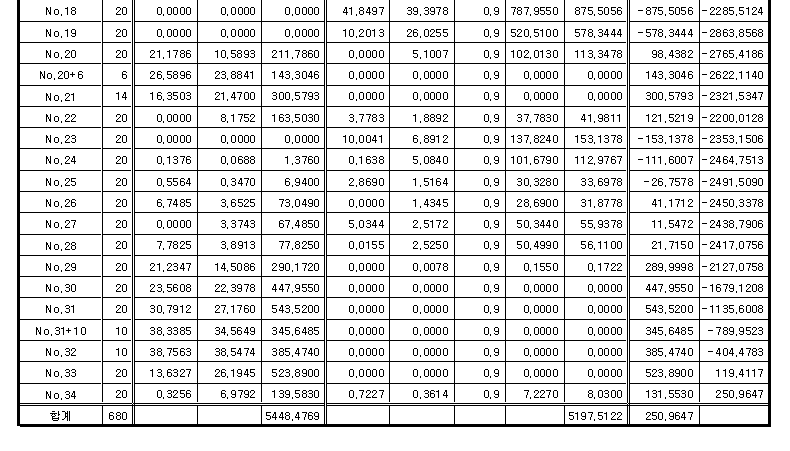 No.18 20 0.0000 0.0000 0.0000 41.8497 39.3978 0.9 787.9550 875.5056 -875.5056 -2285.5124
No.19 20 0.0000 0.0000 0.0000 10.2013 26.0255 0.9 520.5100 578.3444 -578.3444 -2863.8568
No.20 20 21.1786 10.5893 211.7860 0.0000 5.1007 0.9 102.0130 113.3478 98.4382 -2765.4186
No.20+6 6 26.5896 23.8841 143.3046 0.0000 0.0000 0.9 0.0000 0.0000 143.3046 -2622.1140
No.21 14 16.3503 21.4700 300.5793 0.0000 0.0000 0.9 0.0000 0.0000 300.5793 -2321.5347
No.22 20 0.0000 8.1752 163.5030 3.7783 1.8892 0.9 37.7830 41.9811 121.5219 -2200.0128
No.23 20 0.0000 0.0000 0.0000 10.0041 6.8912 0.9 137.8240 153.1378 -153.1378 -2353.1506
No.24 20 0.1376 0.0688 1.3760 0.1638 5.0840 0.9 101.6790 112.9767 -111.6007 -2464.7513
No.25 20 0.5564 0.3470 6.9400 2.8690 1.5164 0.9 30.3280 33.6978 -26.7578 -2491.5090
No.26 20 6.7485 3.6525 73.0490 0.0000 1.4345 0.9 28.6900 31.8778 41.1712 -2450.3378
No.27 20 0.0000 3.3743 67.4850 5.0344 2.5172 0.9 50.3440 55.9378 11.5472 -2438.7906
No.28 20 7.7825 3.8913 77.8250 0.0155 2.5250 0.9 50.4990 56.1100 21.7150 -2417.0756
No.29 20 21.2347 14.5086 290.1720 0.0000 0.0078 0.9 0.1550 0.1722 289.9998 -2127.0758
No.30 20 23.5608 22.3978 447.9550 0.0000 0.0000 0.9 0.0000 0.0000 447.9550 -1679.1208
No.31 20 30.7912 27.1760 543.5200 0.0000 0.0000 0.9 0.0000 0.0000 543.5200 -1135.6008
No.31+10 10 38.3385 34.5649 345.6485 0.0000 0.0000 0.9 0.0000 0.0000 345.6485 -789.9523
No.32 10 38.7563 38.5474 385.4740 0.0000 0.0000 0.9 0.0000 0.0000 385.4740 -404.4783
No.33 20 13.6327 26.1945 523.8900 0.0000 0.0000 0.9 0.0000 0.0000 523.8900 119.4117
No.34 20 0.3256 6.9792 139.5830 0.7227 0.3614 0.9 7.2270 8.0300 131.5530 250.9647
합계 680 5448.4769 5197.5122 250.9647